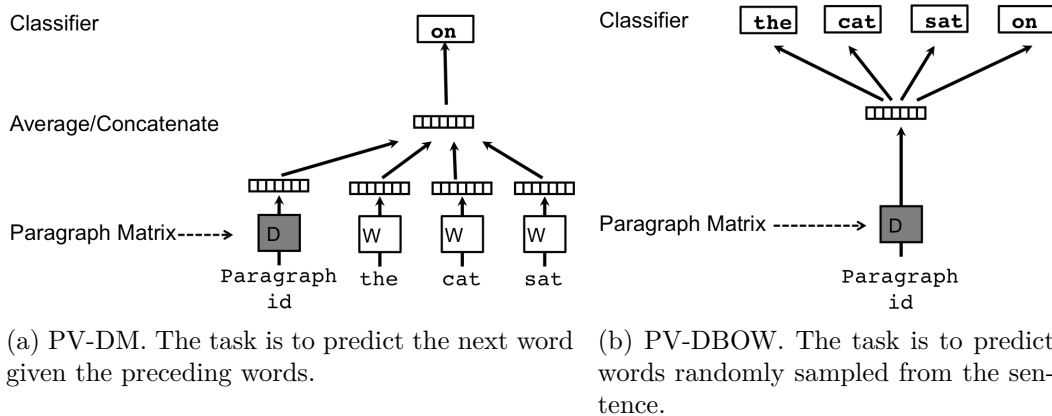 Classifier
on
Average/Concatenate
Paragraph Matrix
D
W
W
W
Paragraph
id
the
cat
sat
(a) PV-DM. The task is to predict the next word
given the preceding words.
Classifier
the
cat
sat
on
Paragraph Matrix
D
Paragraph
id
(b) PV-DBOW. The task is to predict
words randomly sampled from the sen-
tence.